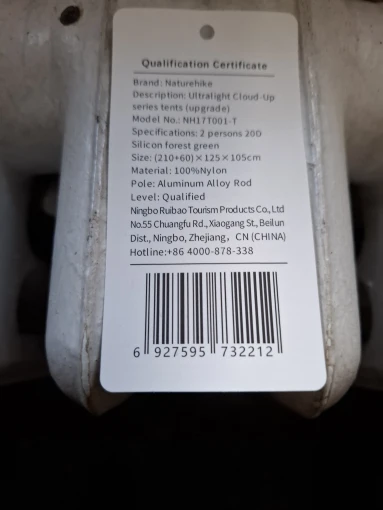 Qualification Certificate
Brand: Naturehike
Description: Ultralight Cloud-Up
series tents (upgrade)
Model No.: NH17T001-T
Specifications: 2 persons 20D
Silicon forest green
Size: (210+60)×125×105cm
Material: 100%Nylon
Pole: Aluminum Alloy Rod
Level: Qualified
Ningbo Ruibao Tourism Products Co., Ltd
No.55 Chuangfu Rd., Xiaogang St., Beilun
Dist., Ningbo, Zhejiang, CN (CHINA)
Hotline:+86 4000-878-338
6 927595 732212